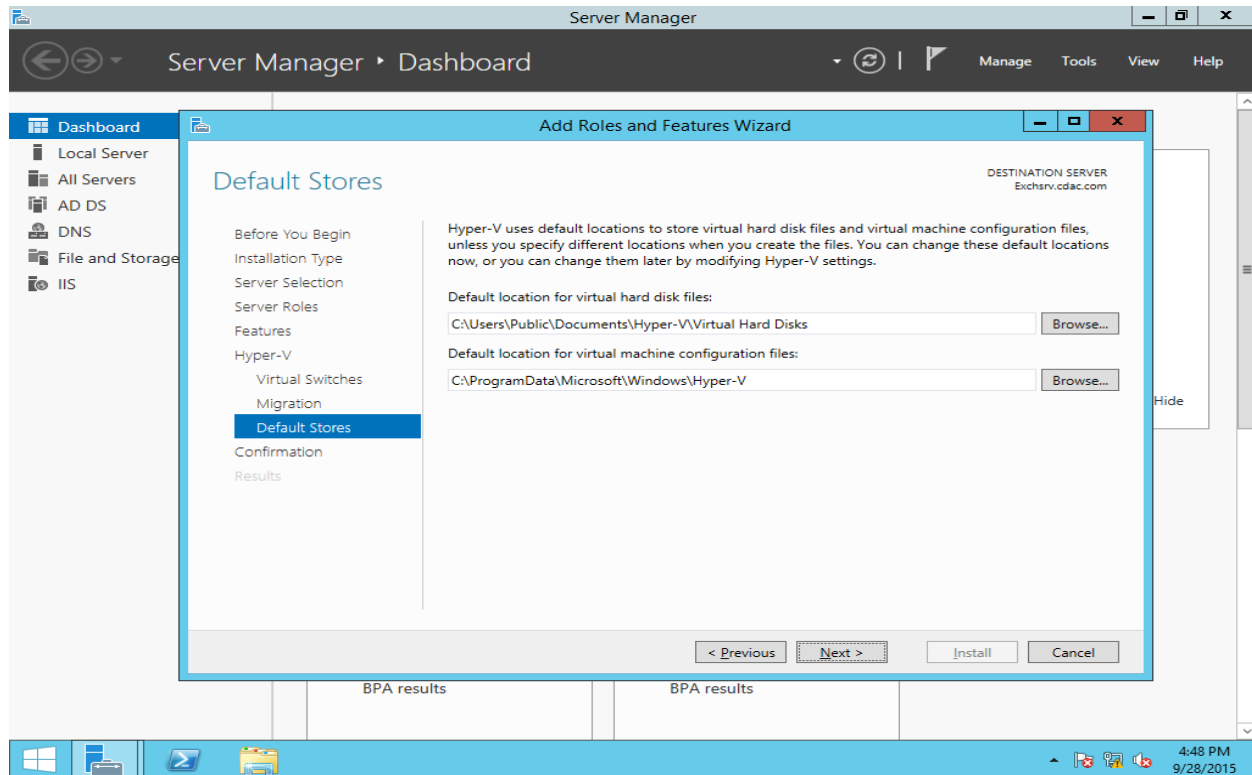 Server Manager
Server Manager ‣ Dashboard
Manage Tools View Help
Dashboard
Local Server
All Servers
AD DS
DNS
File and Storage
IIS
Add Roles and Features Wizard
Default Stores
DESTINATION SERVER
Exchsrv.cdac.com
Before You Begin
Installation Type
Server Selection
Server Roles
Features
Hyper-V
Virtual Switches
Migration
Default Stores
Confirmation
Results
Hyper-V uses default locations to store virtual hard disk files and virtual machine configuration files,
unless you specify different locations when you create the files. You can change these default locations
now, or you can change them later by modifying Hyper-V settings.
Default location for virtual hard disk files:
C:\Users\Public\Documents\Hyper-V\Virtual Hard Disks Browse...
Default location for virtual machine configuration files:
C:\ProgramData\Microsoft\Windows\Hyper-V Browse...
Hide
< Previous Next > Install Cancel
BPA results BPA results
4:48 PM
9/28/2015